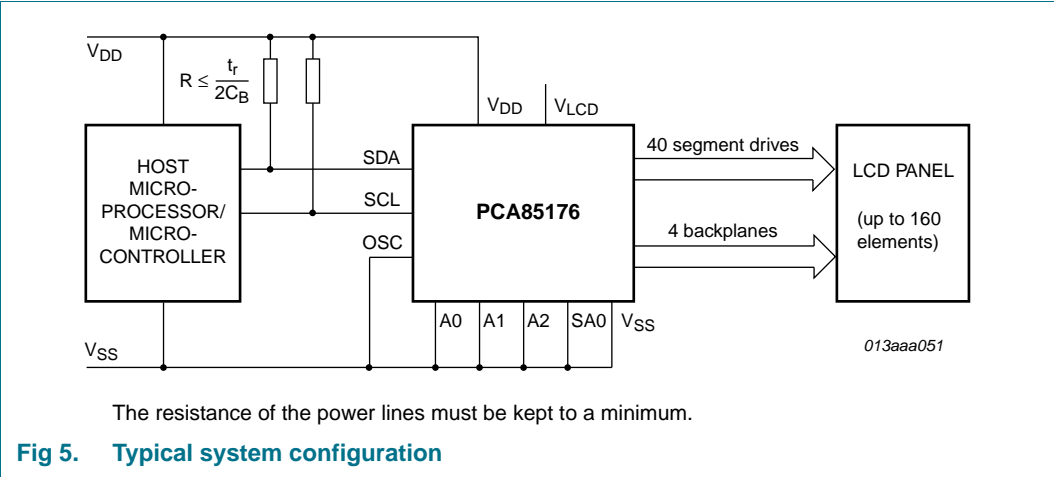 VDD
R ≤ tr
2CB
VDD
VLCD
HOST
MICRO-
PROCESSOR/
MICRO-
CONTROLLER
SDA
SCL
OSC
PCA85176
40 segment drives
4 backplanes
LCD PANEL
(up to 160
elements)
A0 A1 A2 SA0 VSS
VSS
013aaa051
The resistance of the power lines must be kept to a minimum.
Fig 5. Typical system configuration